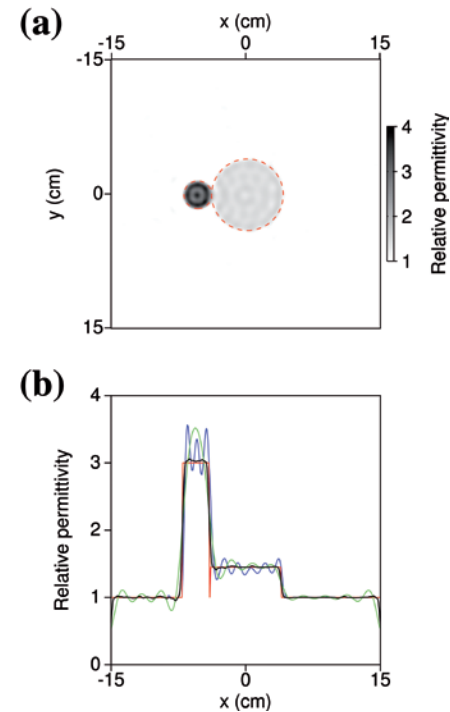 (a)
x (cm)
-15 0 15
-15
0
15
y (cm)
4
3
2
1
Relative permittivity
(b)
4
3
2
1
0
Relative permittivity
-15 0 15
x (cm)